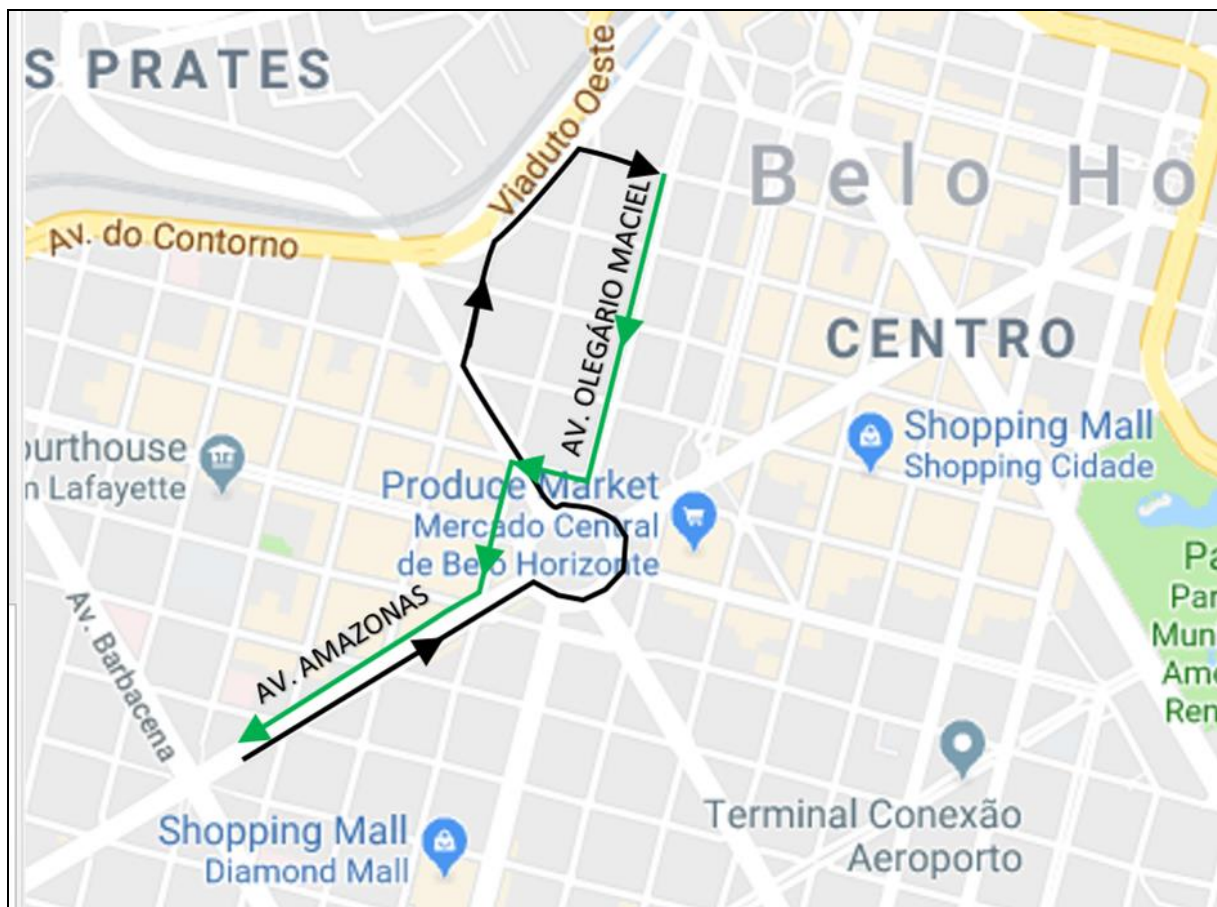 S PRATES
Viaduto Oeste
Belo Ho
Av. do Contorno
AV. OLEGÁRIO MACIEL
CENTRO
Shopping Mall
Shopping Cidade
ourthouse
n Lafayette
Produce Market
Mercado Central
de Belo Horizonte
Pa
Par
Mun
Ame
Ren
AV. AMAZONAS
Av. Barbacena
Terminal Conexão
Aeroporto
Shopping Mall
Diamond Mall